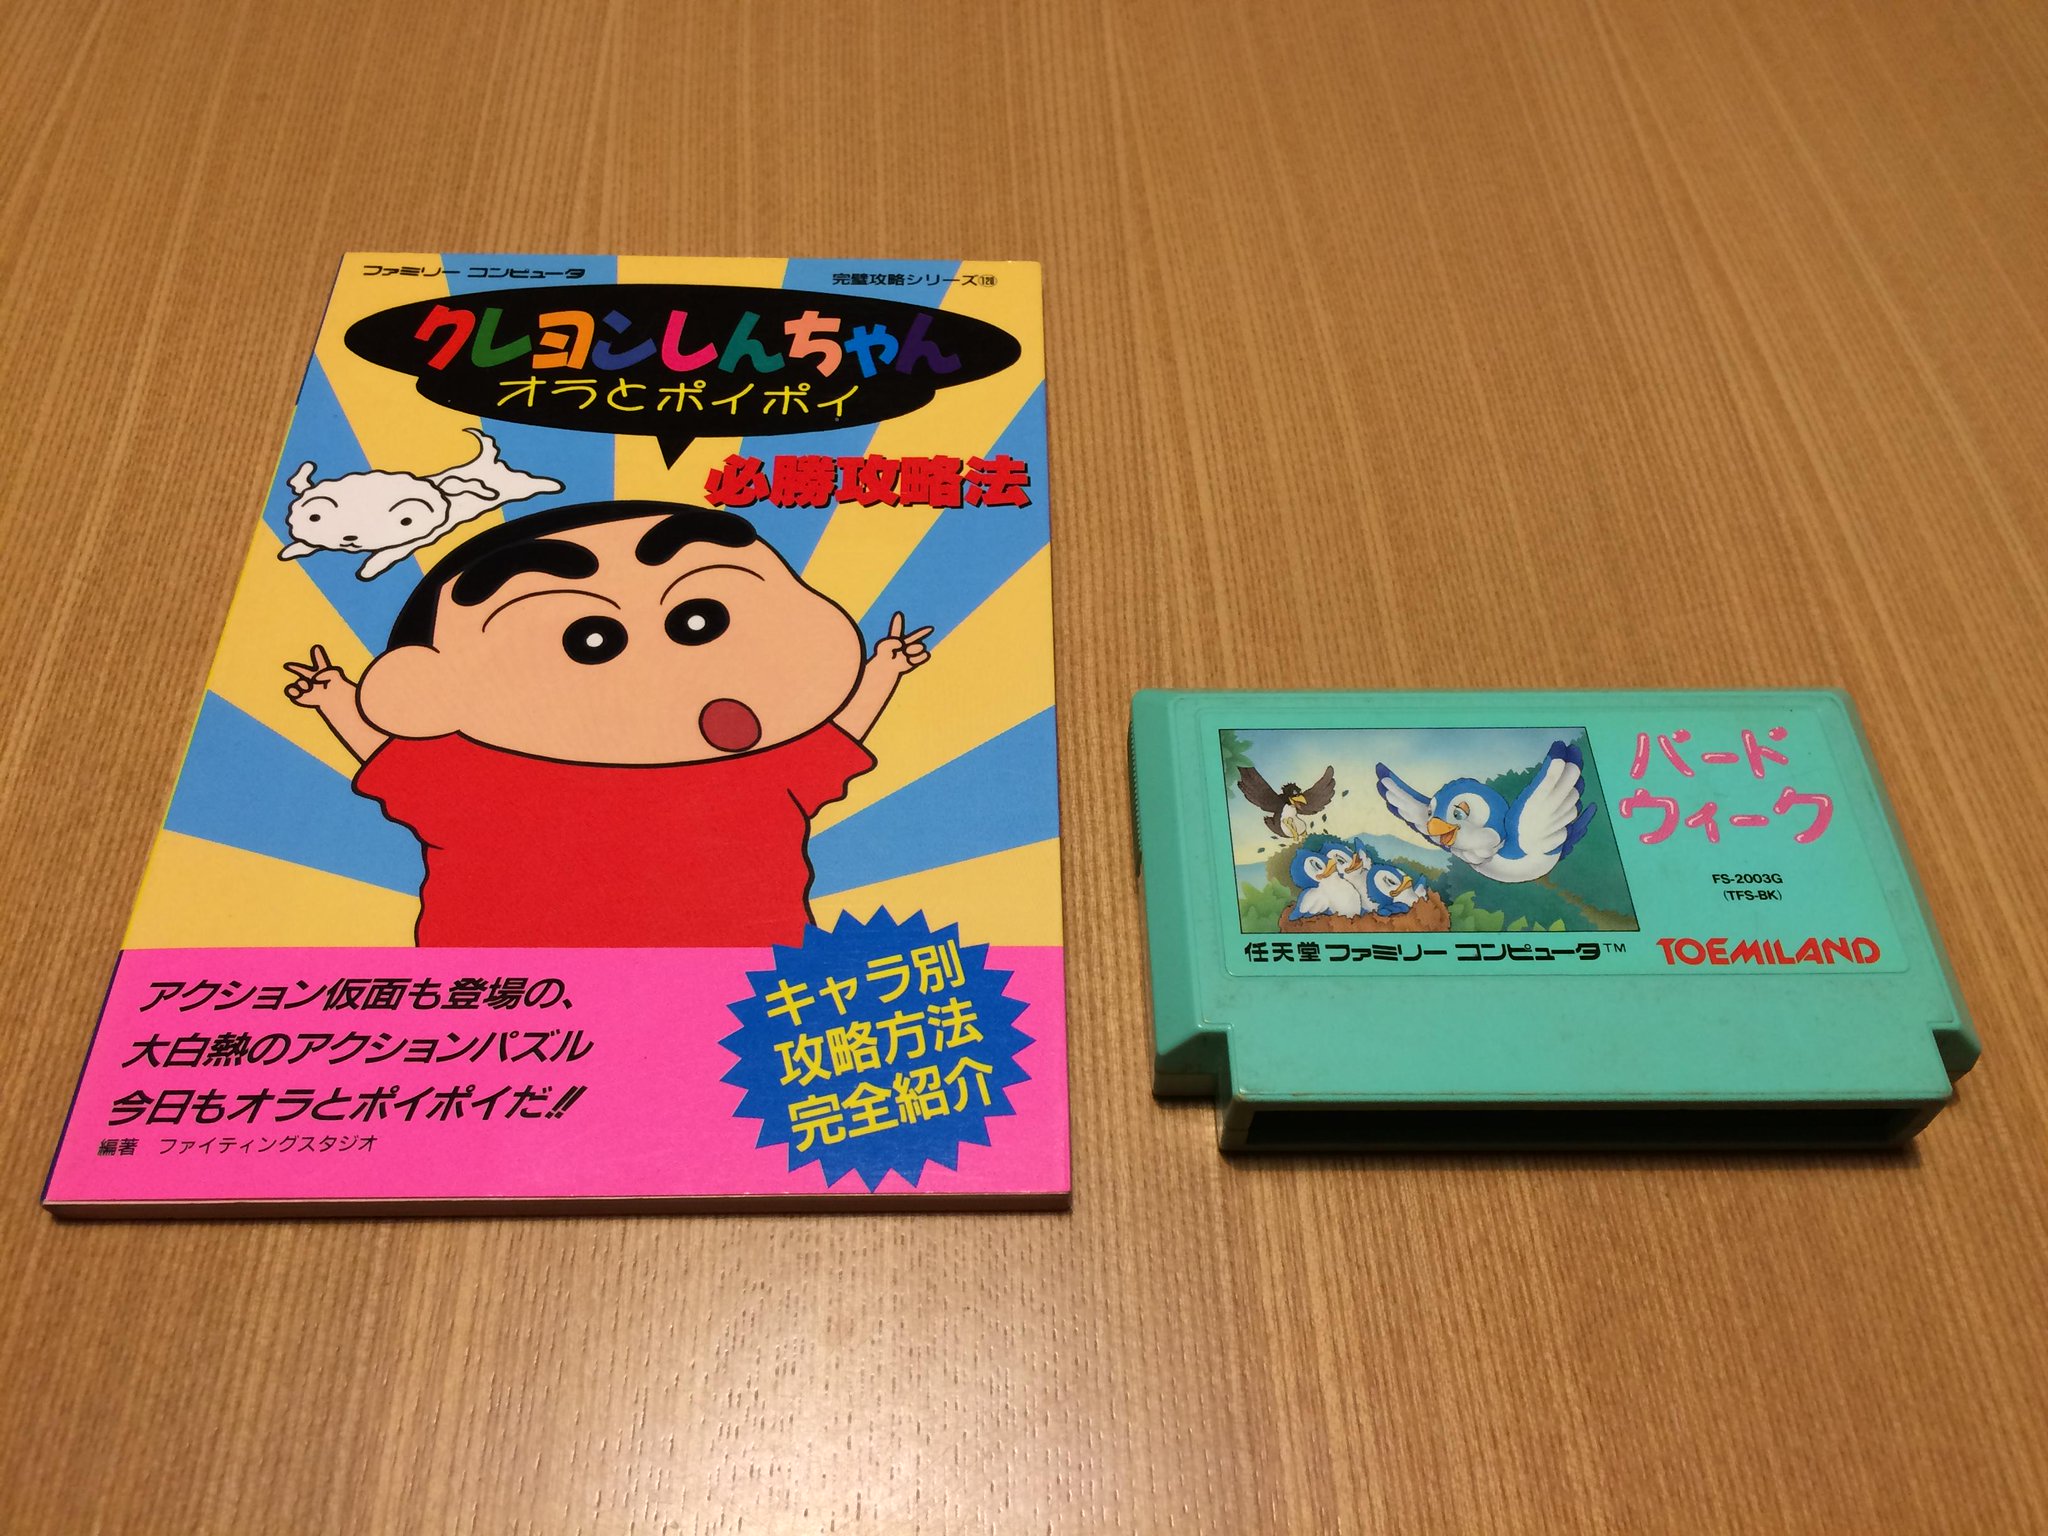 ファミリー コンピュータ
完璧攻略シリーズ128
クレヨンしんちゃん
オラとポイポイ
必勝攻略法
アクション仮面も登場の、
大白熱のアクションパズル
今日もオラとポイポイだ!!
編著 ファイティングスタジオ
キャラ別
攻略方法
完全紹介
バード
ウィーク
FS-2003G
(TFS-BK)
任天堂 ファミリー コンピュータ™
TOEMILAND